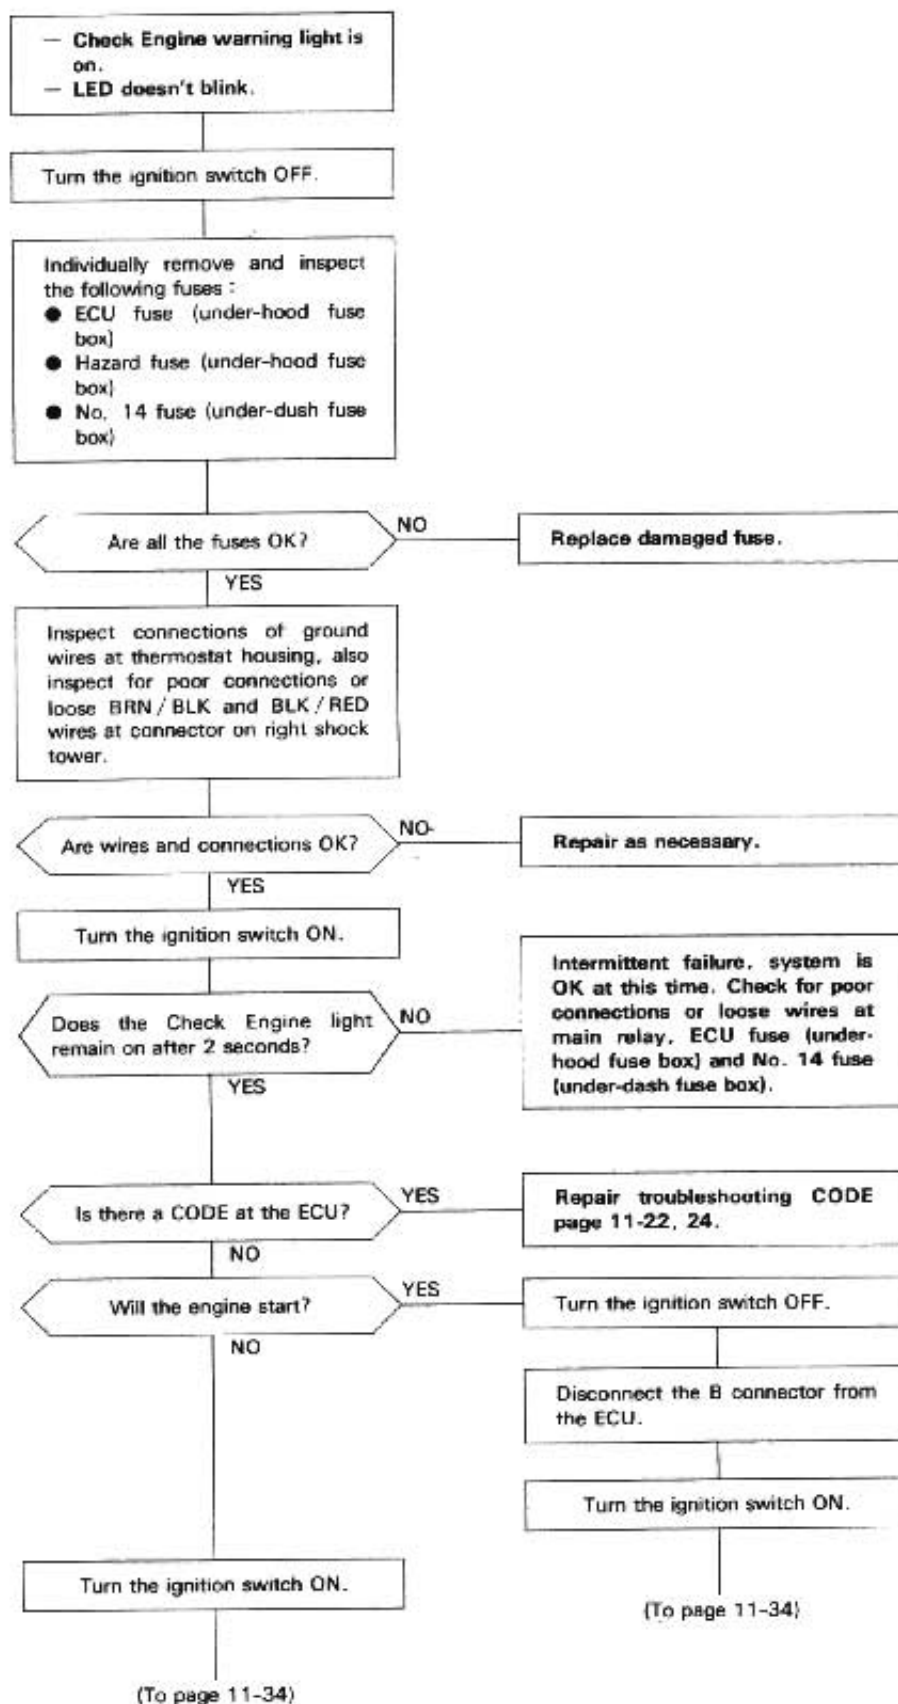 — Check Engine warning light is
on.
— LED doesn't blink.
Turn the ignition switch OFF.
Individually remove and inspect
the following fuses :
● ECU fuse (under-hood fuse
box)
● Hazard fuse (under-hood fuse
box)
● No. 14 fuse (under-dush fuse
box)
Are all the fuses OK?
NO
Replace damaged fuse.
YES
Inspect connections of ground
wires at thermostat housing, also
inspect for poor connections or
loose BRN/BLK and BLK/RED
wires at connector on right shock
tower.
Are wires and connections OK?
NO
Repair as necessary.
YES
Turn the ignition switch ON.
Does the Check Engine light
remain on after 2 seconds?
NO
Intermittent failure, system is
OK at this time. Check for poor
connections or loose wires at
main relay, ECU fuse (under-
hood fuse box) and No. 14 fuse
(under-dash fuse box).
YES
Is there a CODE at the ECU?
YES
Repair troubleshooting CODE
page 11-22, 24.
NO
Will the engine start?
YES
Turn the ignition switch OFF.
NO
Disconnect the B connector from
the ECU.
Turn the ignition switch ON.
Turn the ignition switch ON.
(To page 11-34)
(To page 11-34)